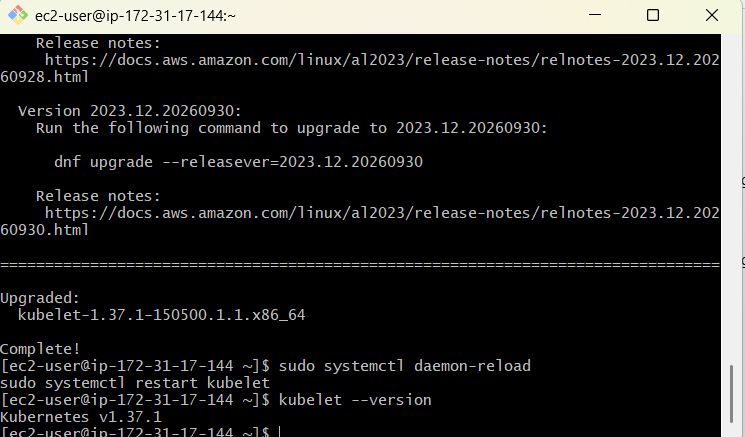 ec2-user@ip-172-31-17-144:~
Release notes:
https://docs.aws.amazon.com/linux/al2023/release-notes/relnotes-2023.12.202
60928.html
Version 2023.12.20260930:
Run the following command to upgrade to 2023.12.20260930:
dnf upgrade --releasever=2023.12.20260930
Release notes:
https://docs.aws.amazon.com/linux/al2023/release-notes/relnotes-2023.12.202
60930.html
================================================================================
Upgraded:
kubelet-1.37.1-150500.1.1.x86_64
Complete!
[ec2-user@ip-172-31-17-144 ~]$ sudo systemctl daemon-reload
sudo systemctl restart kubelet
[ec2-user@ip-172-31-17-144 ~]$ kubelet --version
Kubernetes v1.37.1
[ec2-user@ip-172-31-17-144 ~]$